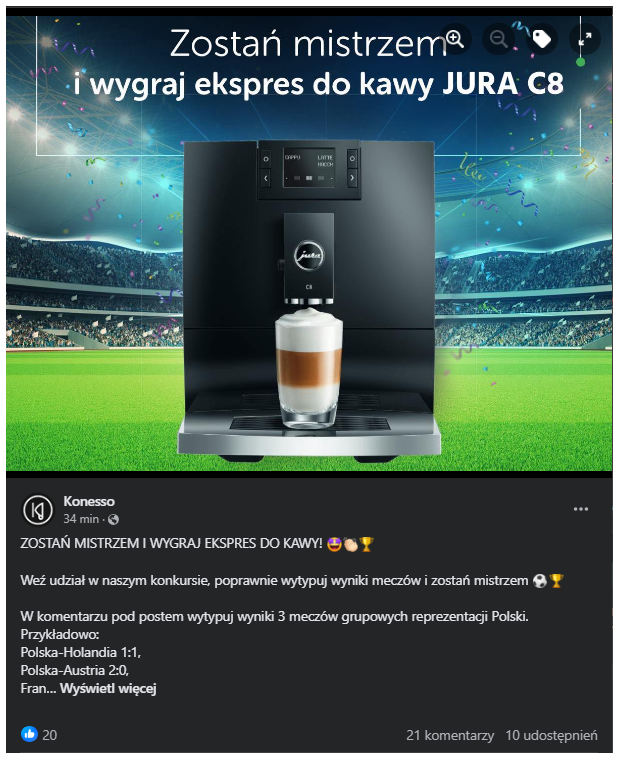 Zostań mistrzem
i wygraj ekspres do kawy JURA C8
CAPPU LATTE
MACCH
jura
C8
Konesso
34 min ·
ZOSTAŃ MISTRZEM I WYGRAJ EKSPRES DO KAWY! 🤩👏🏻🏆
Weź udział w naszym konkursie, poprawnie wytypuj wyniki meczów i zostań mistrzem ⚽🏆
W komentarzu pod postem wytypuj wyniki 3 meczów grupowych reprezentacji Polski.
Przykładowo:
Polska-Holandia 1:1,
Polska-Austria 2:0,
Fran... Wyświetl więcej
20
21 komentarzy 10 udostępnień